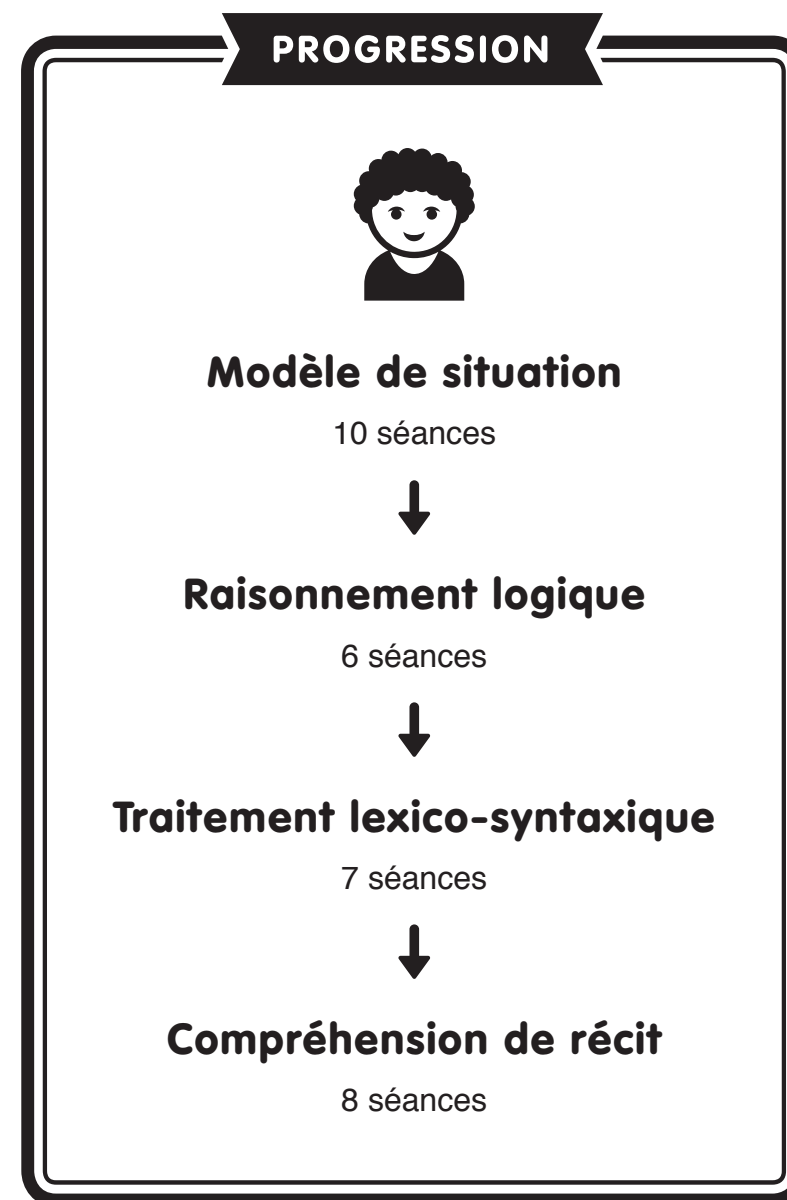 PROGRESSION
Modèle de situation
10 séances
Raisonnement logique
6 séances
Traitement lexico-syntaxique
7 séances
Compréhension de récit
8 séances